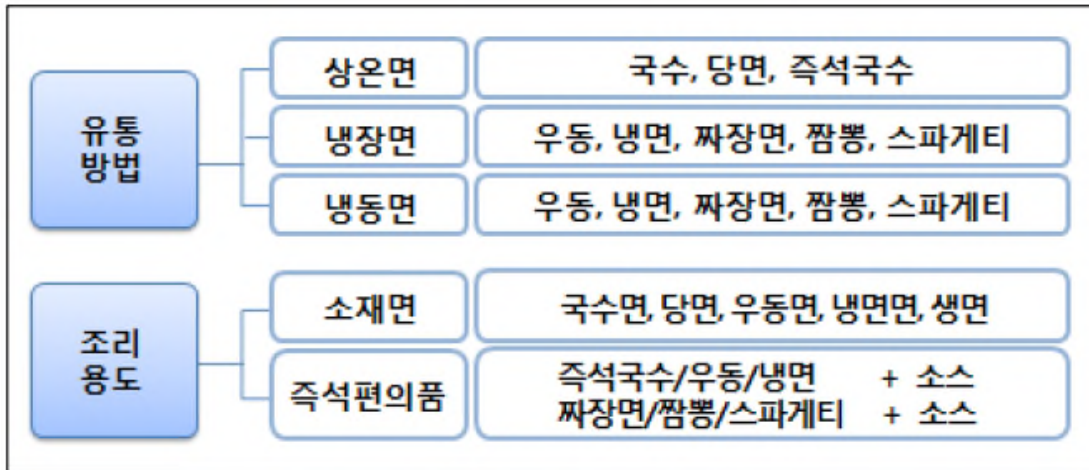 유통
방법
상온면
국수, 당면, 즉석국수
냉장면
우동, 냉면, 짜장면, 짬뽕, 스파게티
냉동면
우동, 냉면, 짜장면, 짬뽕, 스파게티
조리
용도
소재면
국수면, 당면, 우동면, 냉면면, 생면
즉석편의품
즉석국수/우동/냉면 + 소스
짜장면/짬뽕/스파게티 + 소스